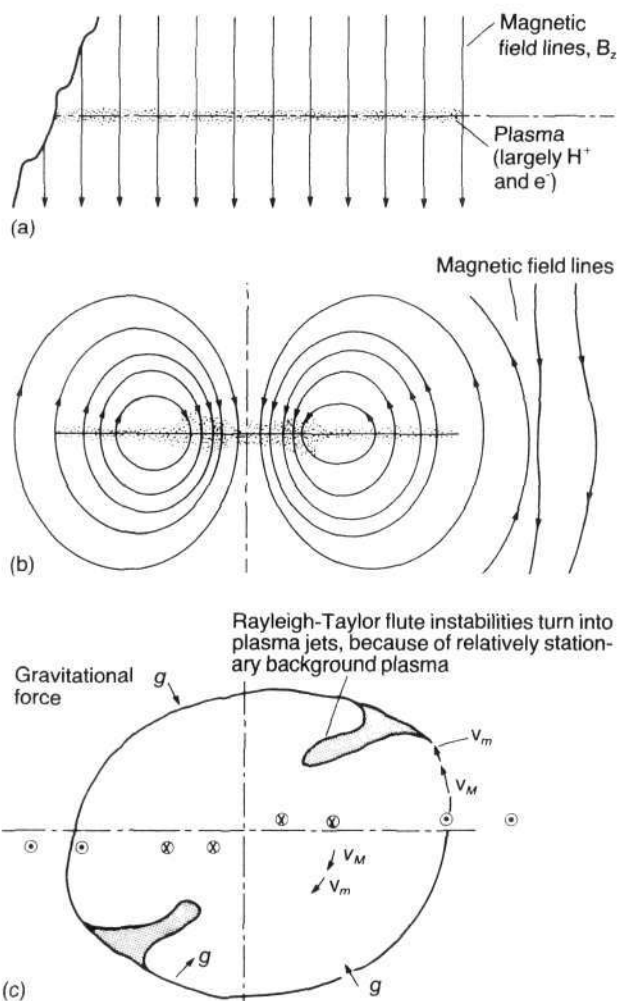 (a)
Magnetic
field lines, B_z
Plasma
(largely H⁺
and e⁻)
(b)
Magnetic field lines
(c)
Rayleigh-Taylor flute instabilities turn into
plasma jets, because of relatively station-
ary background plasma
Gravitational
force
g
v_m
v_M
v_M
v_m
g
g